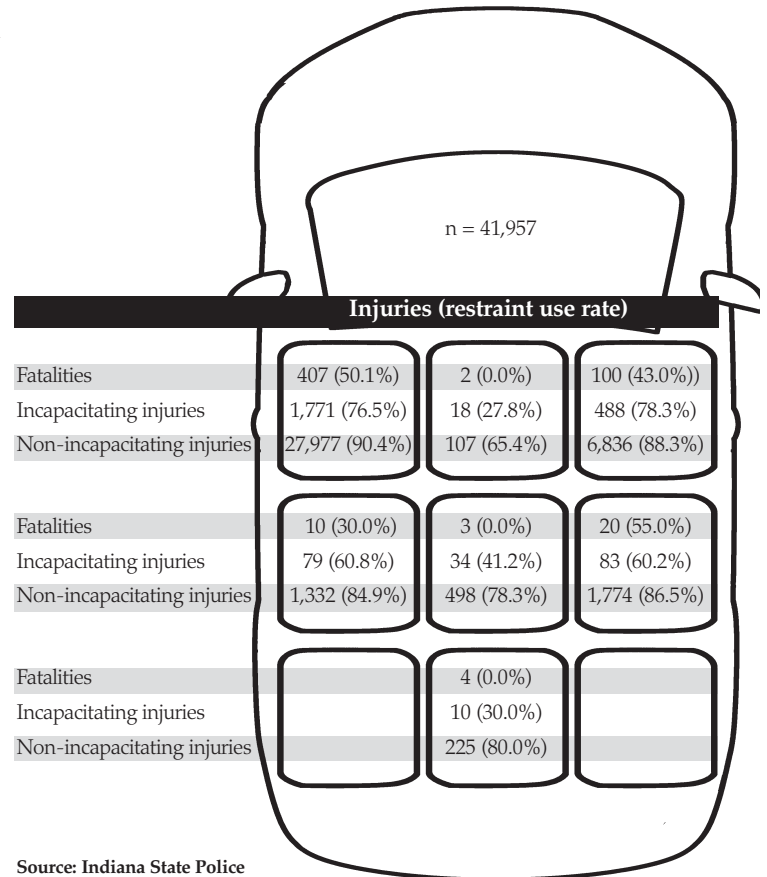 n = 41,957
Injuries (restraint use rate)
Fatalities 407 (50.1%) 2 (0.0%) 100 (43.0%))
Incapacitating injuries 1,771 (76.5%) 18 (27.8%) 488 (78.3%)
Non-incapacitating injuries 27,977 (90.4%) 107 (65.4%) 6,836 (88.3%)
Fatalities 10 (30.0%) 3 (0.0%) 20 (55.0%)
Incapacitating injuries 79 (60.8%) 34 (41.2%) 83 (60.2%)
Non-incapacitating injuries 1,332 (84.9%) 498 (78.3%) 1,774 (86.5%)
Fatalities 4 (0.0%)
Incapacitating injuries 10 (30.0%)
Non-incapacitating injuries 225 (80.0%)
Source: Indiana State Police